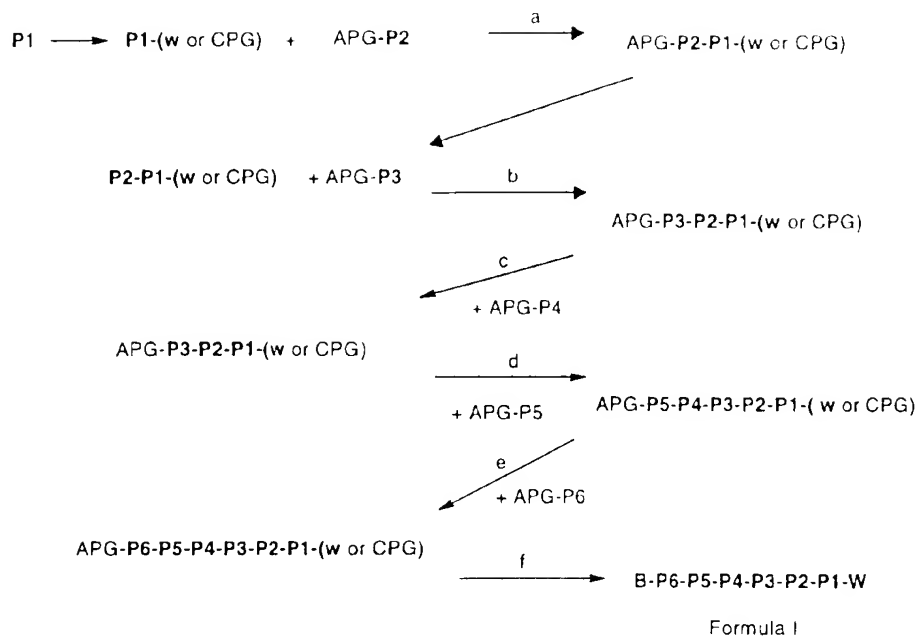 P1 P1-(w or CPG) + APG-P2 a APG-P2-P1-(w or CPG)
P2-P1-(w or CPG) + APG-P3 b
APG-P3-P2-P1-(w or CPG)
c
+ APG-P4
APG-P3-P2-P1-(w or CPG)
d
+ APG-P5
APG-P5-P4-P3-P2-P1-( w or CPG)
e
+ APG-P6
APG-P6-P5-P4-P3-P2-P1-(w or CPG)
f
B-P6-P5-P4-P3-P2-P1-W
Formula I